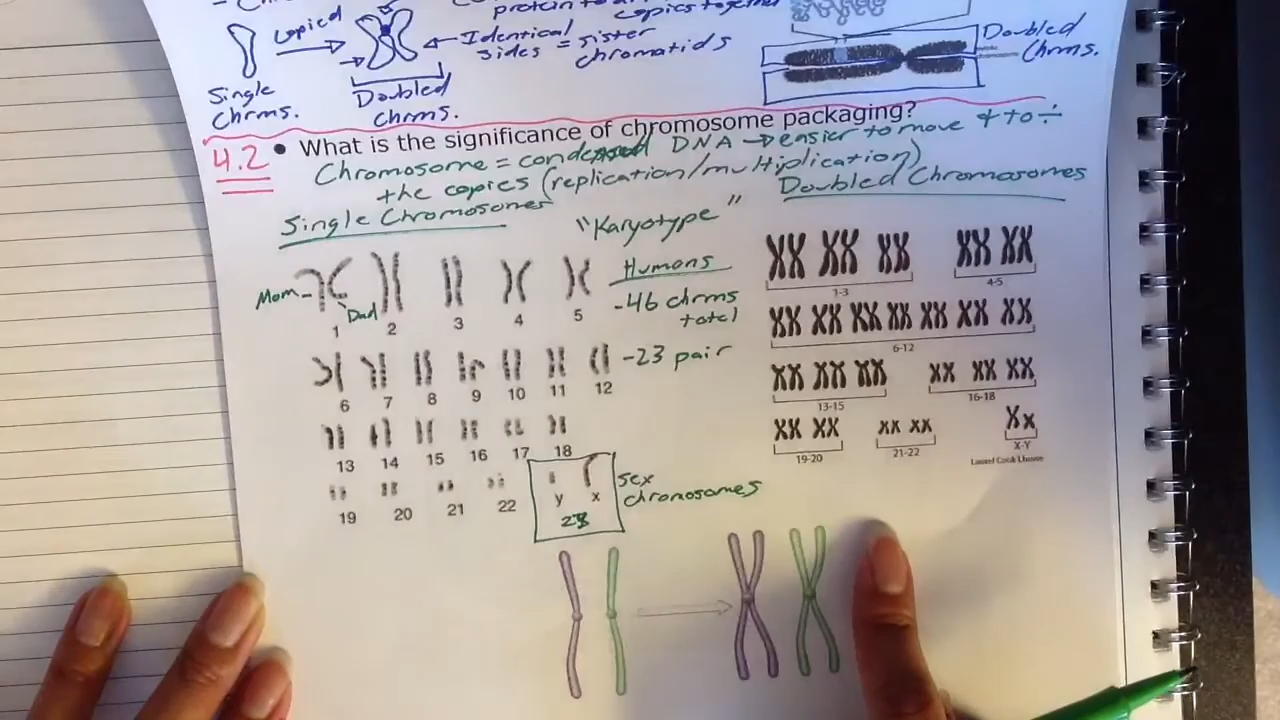 protein to copies together
Copied
Identical
sides = sister
chromatids
Single
Chrms.
Doubled
Chrms.
Doubled
Chrms.
4.2 • What is the significance of chromosome packaging?
Chromosome = condensed DNA → easier to move & to ÷
the copies (replication/multiplication)
Single Chromosomes
"Karyotype"
Doubled Chromosomes
Mom
Dad
1 2 3 4 5
6 7 8 9 10 11 12
13 14 15 16 17 18
19 20 21 22
y x
23
sex
chromosomes
Humans
-46 chrms
total
-23 pair
1-3 4-5
6-12
13-15 16-18
19-20 21-22 X-Y